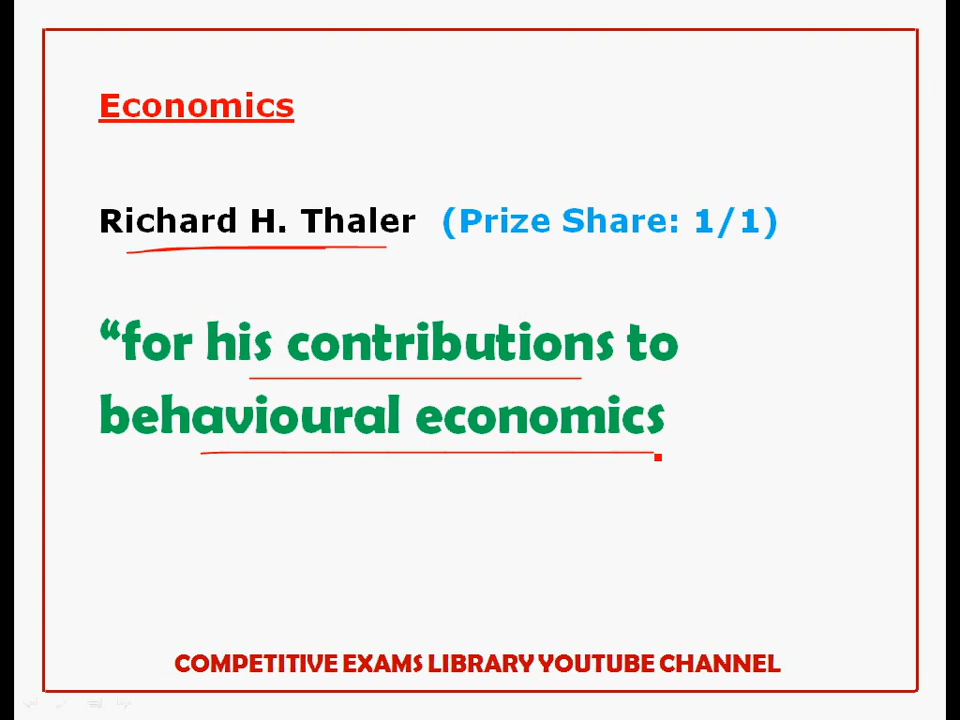 Economics
Richard H. Thaler (Prize Share: 1/1)
“for his contributions to
behavioural economics
COMPETITIVE EXAMS LIBRARY YOUTUBE CHANNEL